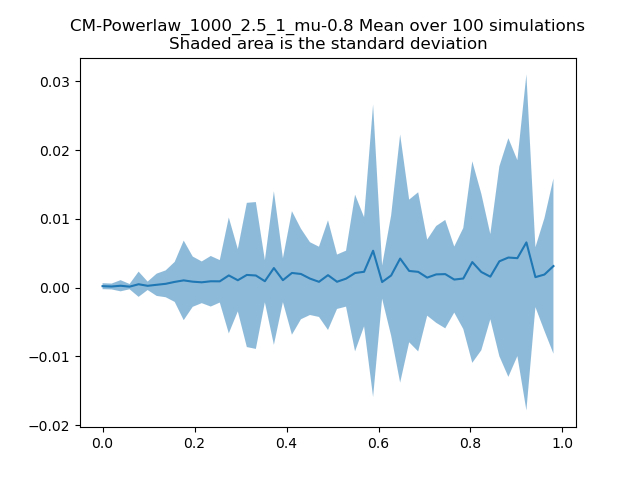 CM-Powerlaw_1000_2.5_1_mu-0.8 Mean over 100 simulations
Shaded area is the standard deviation
0.03
0.02
0.01
0.00
−0.01
−0.02
0.0 0.2 0.4 0.6 0.8 1.0